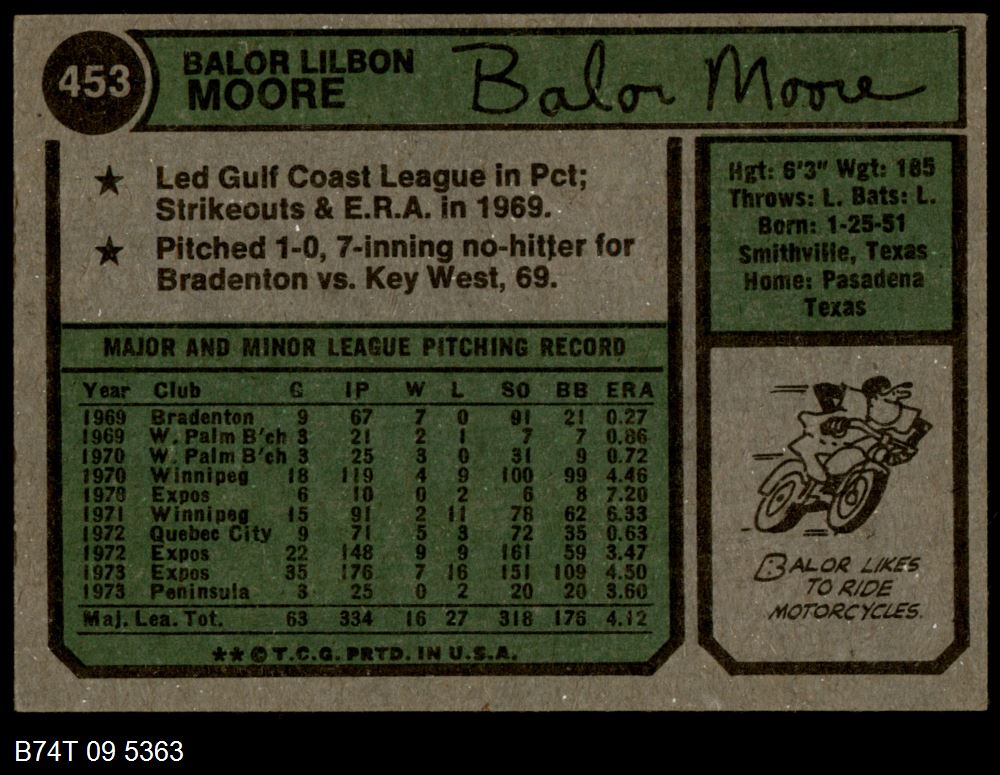 453
BALOR LILBON
MOORE
Balor Moore
★ Led Gulf Coast League in Pct;
Strikeouts & E.R.A. in 1969.
★ Pitched 1-0, 7-inning no-hitter for
Bradenton vs. Key West, 69.
Hgt: 6'3" Wgt: 185
Throws: L. Bats: L.
Born: 1-25-51
Smithville, Texas
Home: Pasadena
Texas
MAJOR AND MINOR LEAGUE PITCHING RECORD
Year Club G IP W L SO BB ERA
1969 Bradenton 9 67 7 0 91 21 0.27
1969 W. Palm B'ch 3 21 2 1 7 7 0.86
1970 W. Palm B'ch 3 25 3 0 31 9 0.72
1970 Winnipeg 18 119 4 9 100 99 4.46
1970 Expos 6 10 0 2 6 8 7.20
1971 Winnipeg 15 91 2 11 78 62 6.33
1972 Quebec City 9 71 5 3 72 35 0.63
1972 Expos 22 148 9 9 161 59 3.47
1973 Expos 35 176 7 16 151 109 4.50
1973 Peninsula 3 25 0 2 20 20 3.60
Maj. Lea. Tot. 63 334 16 27 318 176 4.12
★★ © T.C.G. PRTD. IN U.S.A.
BALOR LIKES
TO RIDE
MOTORCYCLES.
B74T 09 5363